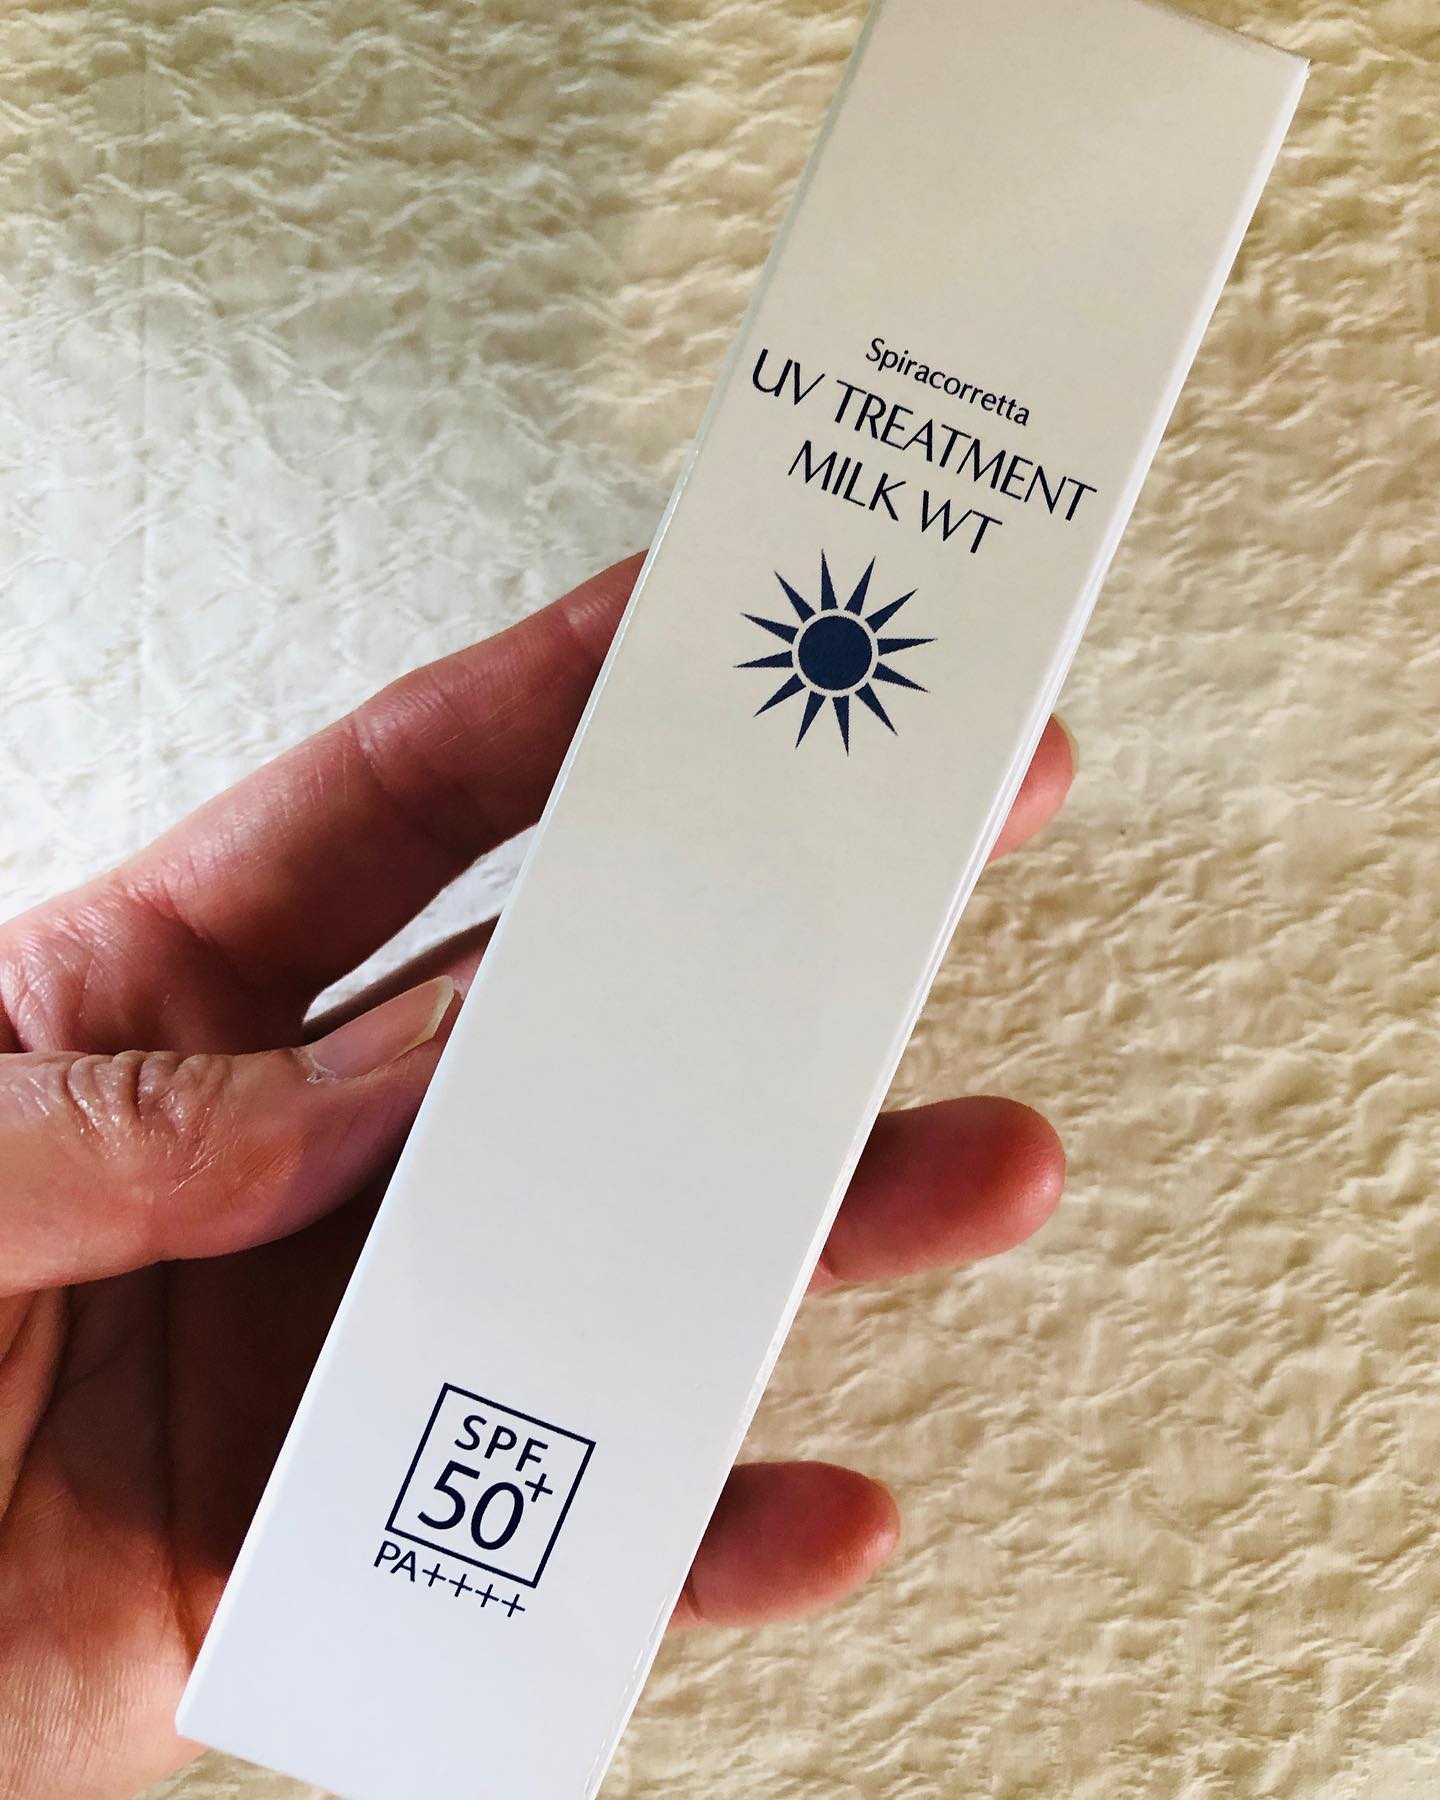 Spiracorretta
UV TREATMENT
MILK WT
SPF
50+
PA++++